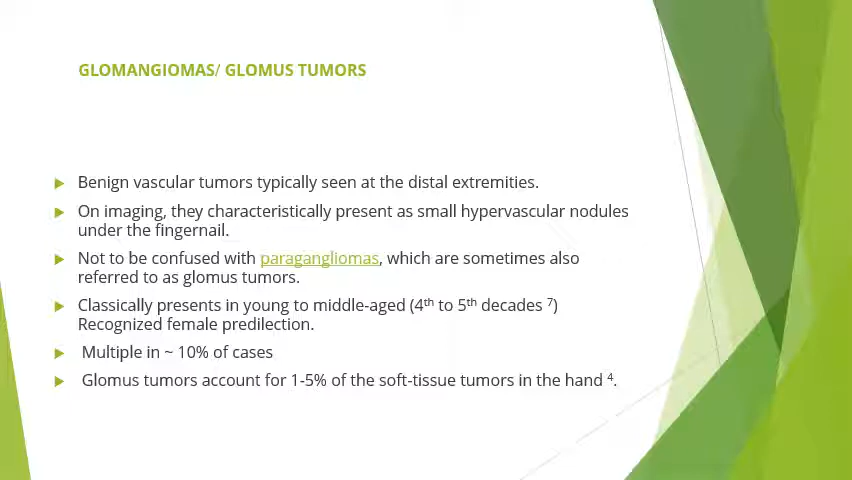 GLOMANGIOMAS/ GLOMUS TUMORS
Benign vascular tumors typically seen at the distal extremities.
On imaging, they characteristically present as small hypervascular nodules
under the fingernail.
Not to be confused with paragangliomas, which are sometimes also
referred to as glomus tumors.
Classically presents in young to middle-aged (4th to 5th decades 7)
Recognized female predilection.
Multiple in ~ 10% of cases
Glomus tumors account for 1-5% of the soft-tissue tumors in the hand 4.